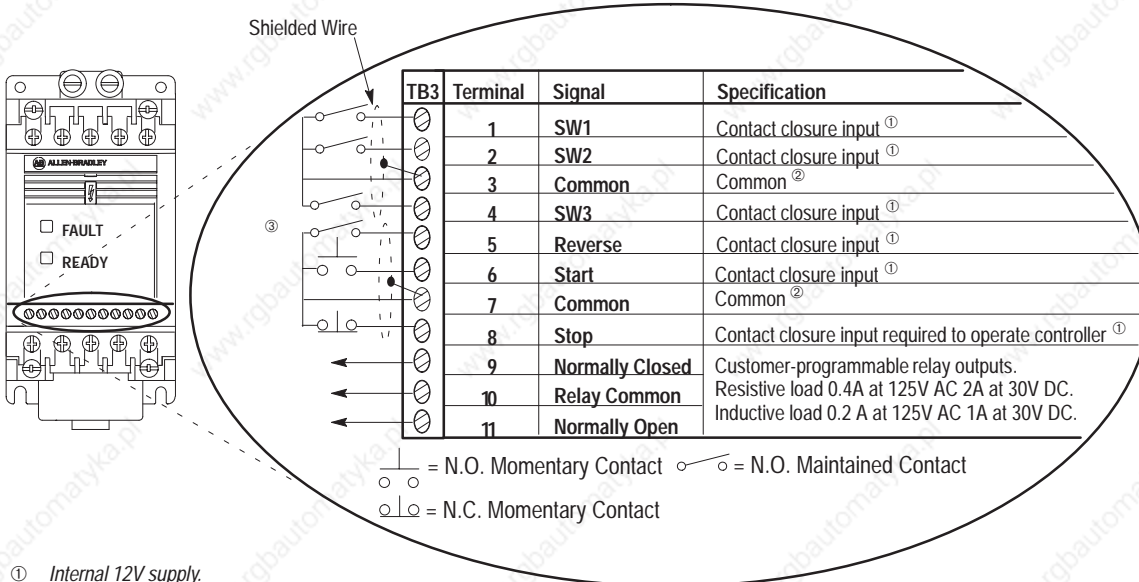 Shielded Wire
TB3 Terminal Signal Specification
1 SW1 Contact closure input ①
2 SW2 Contact closure input ①
3 Common Common ②
4 SW3 Contact closure input ①
③
5 Reverse Contact closure input ①
6 Start Contact closure input ①
7 Common Common ②
8 Stop Contact closure input required to operate controller ①
9 Normally Closed Customer-programmable relay outputs.
10 Relay Common Resistive load 0.4A at 125V AC 2A at 30V DC.
11 Normally Open Inductive load 0.2 A at 125V AC 1A at 30V DC.
AB ALLEN-BRADLEY
FAULT
READY
= N.O. Momentary Contact = N.O. Maintained Contact
= N.C. Momentary Contact
① Internal 12V supply.
www.rgbautomatyka.pl